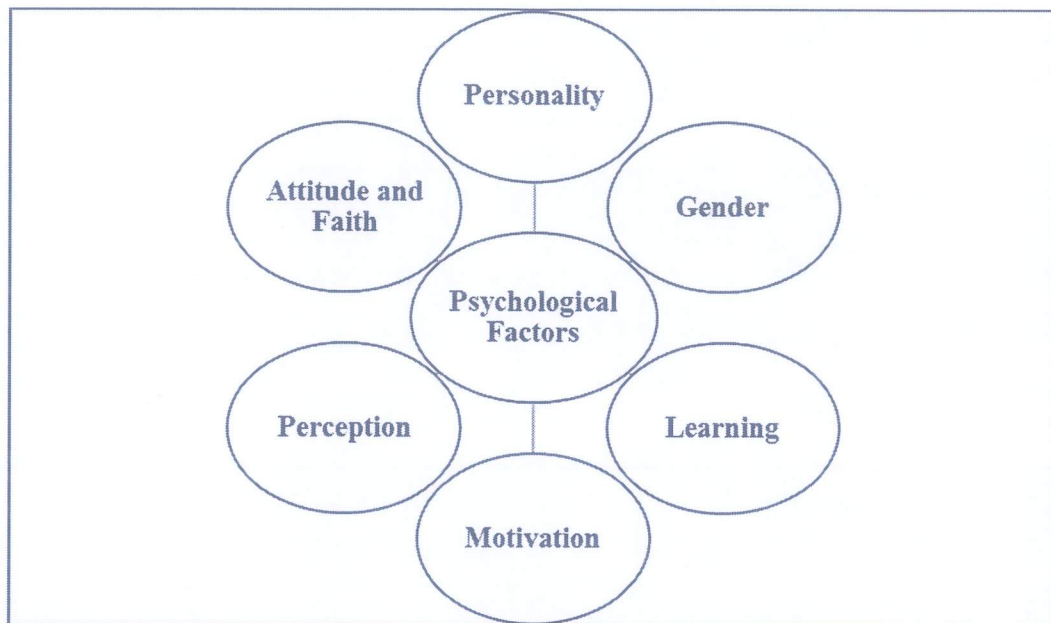 Personality
Attitude and
Faith
Gender
Psychological
Factors
Perception
Learning
Motivation